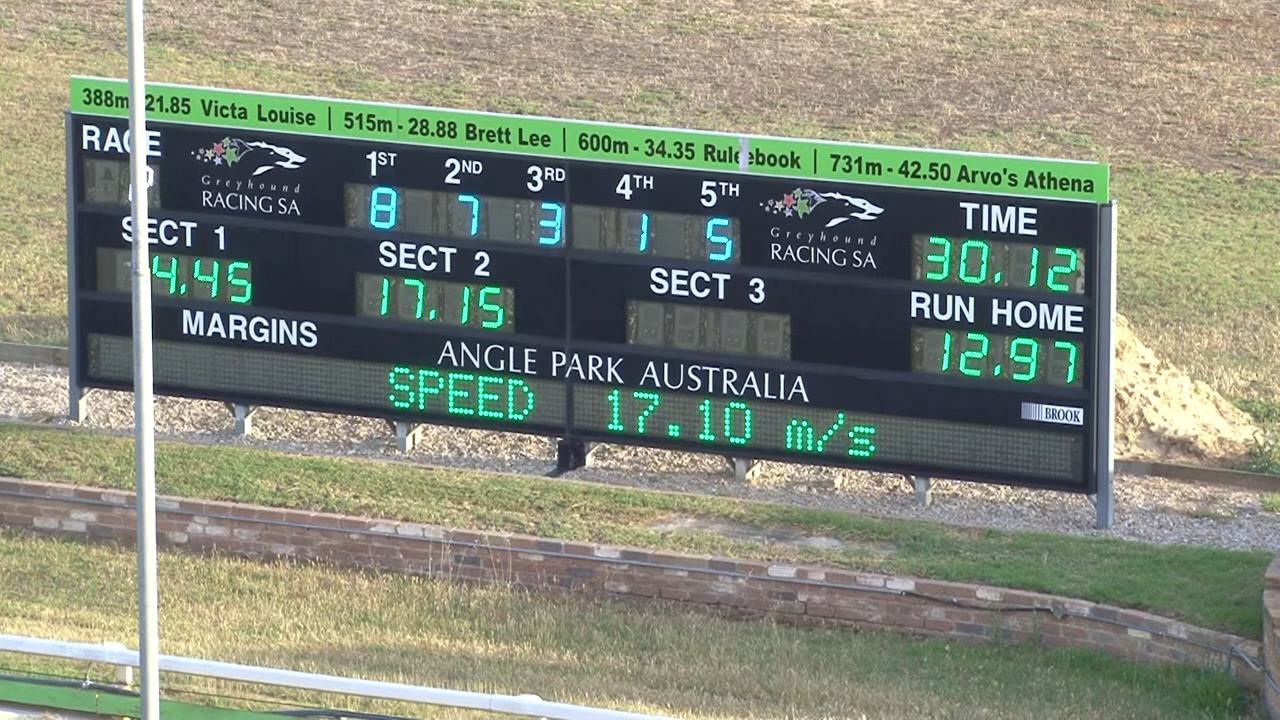 388m 21.85 Victa Louise | 515m - 28.88 Brett Lee | 600m - 34.35 Rulebook | 731m - 42.50 Arvo's Athena
RACE
Greyhound
RACING SA
1ST 2ND 3RD 4TH 5TH
8 7 3 1 5
Greyhound
RACING SA
TIME
30.12
SECT 1
4.45
SECT 2
17.15
SECT 3
RUN HOME
12.97
MARGINS
ANGLE PARK AUSTRALIA
BROOK
SPEED 17.10 m/s